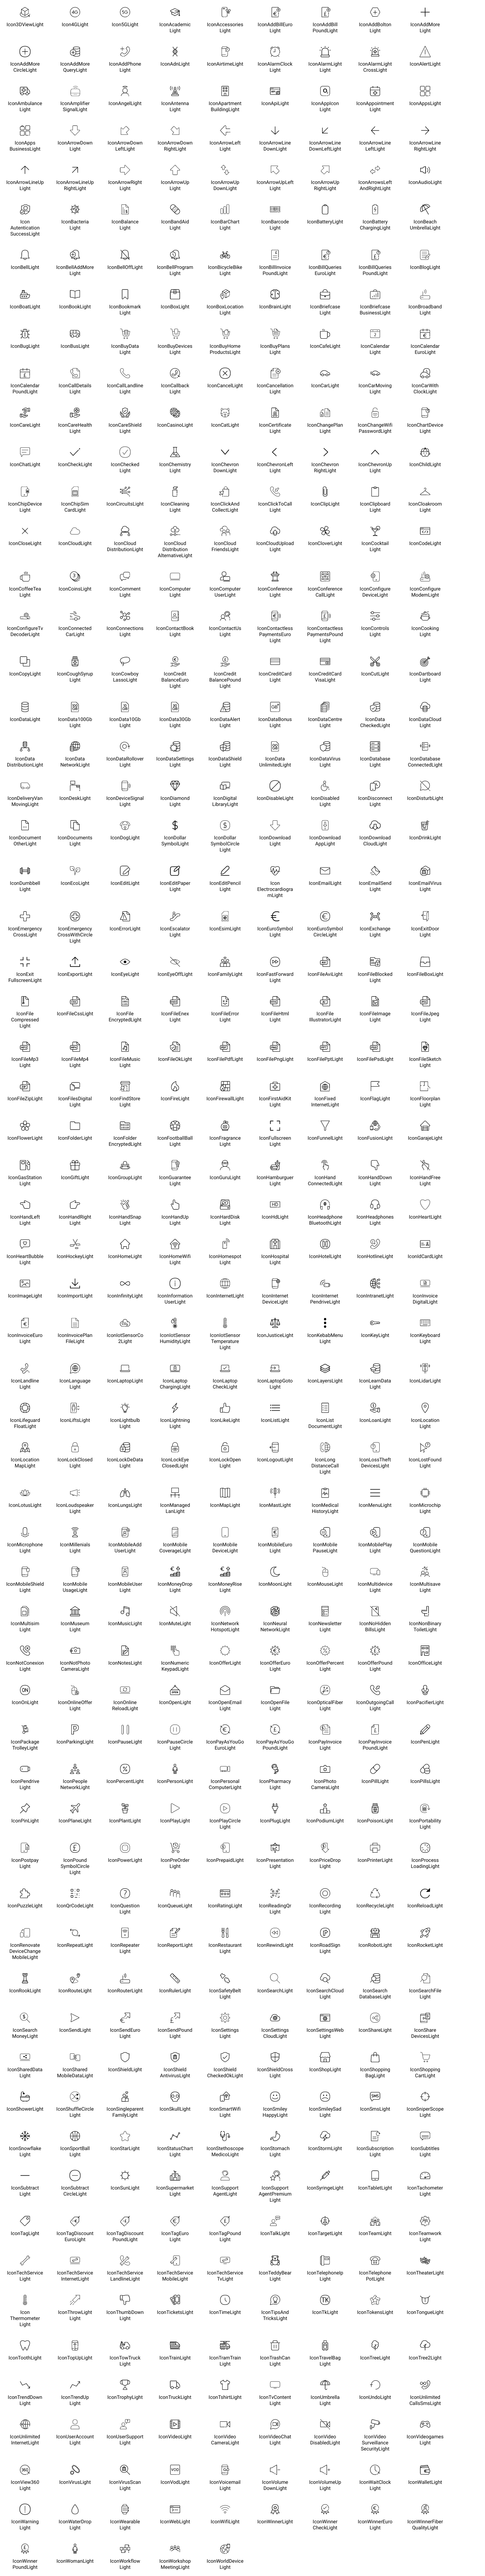 Icon3DViewLight Icon4GLight Icon5GLight IconAcademic Light IconAccessories Light IconAddBillEuro Light IconAddBill PoundLight IconAddBolton Light IconAddMore Light
IconAddMore CircleLight IconAddMore QueryLight IconAddPhone Light IconAdnLight IconAirtimeLight IconAlarmClock Light IconAlarmLight Light IconAlarmLight CrossLight IconAlertLight
IconAmbulance Light IconAmplifier SignalLight IconAngelLight IconAntenna Light IconApartment BuildingLight IconApiLight IconAppIcon Light IconAppointment Light IconAppsLight
IconApps BusinessLight IconArrowDown Light IconArrowDown LeftLight IconArrowDown RightLight IconArrowLeft Light IconArrowLine DownLight IconArrowLine DownLeftLight IconArrowLine LeftLight IconArrowLine RightLight
IconArrowLineUp Light IconArrowLineUp RightLight IconArrowRight Light IconArrowUp Light IconArrowUp DownLight IconArrowUpLeft Light IconArrowUp RightLight IconArrowsLeft AndRightLight IconAudioLight
Icon Autentication SuccessLight IconBacteria Light IconBalance Light IconBandAid Light IconBarChart Light IconBarcode Light IconBatteryLight IconBattery ChargingLight IconBeach UmbrellaLight
IconBellLight IconBellAddMore Light IconBellOffLight IconBellProgram Light IconBicycleBike Light IconBillInvoice PoundLight IconBillQueries EuroLight IconBillQueries PoundLight IconBlogLight
IconBoatLight IconBookLight IconBookmark Light IconBoxLight IconBoxLocation Light IconBrainLight IconBriefcase Light IconBriefcase BusinessLight IconBroadband Light
IconBugLight IconBusLight IconBuyData Light IconBuyDevices Light IconBuyHome ProductsLight IconBuyPlans Light IconCafeLight IconCalendar Light IconCalendar EuroLight
IconCalendar PoundLight IconCallDetails Light IconCallLandline Light IconCallback Light IconCancelLight IconCancellation Light IconCarLight IconCarMoving Light IconCarWith ClockLight
IconCareLight IconCareHealth Light IconCareShield Light IconCasinoLight IconCatLight IconCertificate Light IconChangePlan Light IconChangeWifi PasswordLight IconChartDevice Light
IconChatLight IconCheckLight IconChecked Light IconChemistry Light IconChevron DownLight IconChevronLeft Light IconChevron RightLight IconChevronUp Light IconChildLight
IconChipDevice Light IconChipSim CardLight IconCircuitsLight IconCleaning Light IconClickAnd CollectLight IconClickToCall Light IconClipLight IconClipboard Light IconCloakroom Light
IconCloseLight IconCloudLight IconCloud DistributionLight IconCloud Distribution AlternativeLight IconCloud FriendsLight IconCloudUpload Light IconCloverLight IconCocktail Light IconCodeLight
IconCoffeeTea Light IconCoinsLight IconComment Light IconComputer Light IconComputer UserLight IconConference Light IconConference CallLight IconConfigure DeviceLight IconConfigure ModemLight
IconConfigureTv DecoderLight IconConnected CarLight IconConnections Light IconContactBook Light IconContactUs Light IconContactless PaymentsEuro Light IconContactless PaymentsPound Light IconControls Light IconCooking Light
IconCopyLight IconCoughSyrup Light IconCowboy LassoLight IconCredit BalanceEuro Light IconCredit BalancePound Light IconCreditCard Light IconCreditCard VisaLight IconCutLight IconDartboard Light
IconDataLight IconData100Gb Light IconData10Gb Light IconData30Gb Light IconDataAlert Light IconDataBonus Light IconDataCentre Light IconData CheckedLight IconDataCloud Light
IconData DistributionLight IconData NetworkLight IconDataRollover Light IconDataSettings Light IconDataShield Light IconData UnlimitedLight IconDataVirus Light IconDatabase Light IconDatabase ConnectedLight
IconDeliveryVan MovingLight IconDeskLight IconDeviceSignal Light IconDiamond Light IconDigital LibraryLight IconDisableLight IconDisabled Light IconDisconnect Light IconDisturbLight
IconDocument OtherLight IconDocuments Light IconDogLight IconDollar SymbolLight IconDollar SymbolCircle Light IconDownload Light IconDownload AppLight IconDownload CloudLight IconDrinkLight
IconDumbbell Light IconEcoLight IconEditLight IconEditPaper Light IconEditPencil Light Icon Electrocardiogra mLight IconEmailLight IconEmailSend Light IconEmailVirus Light
IconEmergency CrossLight IconEmergency CrossWithCircle Light IconErrorLight IconEscalator Light IconEsimLight IconEuroSymbol Light IconEuroSymbol CircleLight IconExchange Light IconExitDoor Light
IconExit FullscreenLight IconExportLight IconEyeLight IconEyeOffLight IconFamilyLight IconFastForward Light IconFileAviLight IconFileBlocked Light IconFileBoxLight
IconFile Compressed Light IconFileCssLight IconFile EncryptedLight IconFileEnex Light IconFileError Light IconFileHtml Light IconFile IllustratorLight IconFileImage Light IconFileJpeg Light
IconFileMp3 Light IconFileMp4 Light IconFileMusic Light IconFileOkLight IconFilePdfLight IconFilePngLight IconFilePptLight IconFilePsdLight IconFileSketch Light
IconFileZipLight IconFilesDigital Light IconFindStore Light IconFireLight IconFirewallLight IconFirstAidKit Light IconFixed InternetLight IconFlagLight IconFloorplan Light
IconFlowerLight IconFolderLight IconFolder EncryptedLight IconFootballBall Light IconFragrance Light IconFullscreen Light IconFunnelLight IconFusionLight IconGarageLight
IconGasStation Light IconGiftLight IconGroupLight IconGuarantee Light IconGuruLight IconHamburguer Light IconHand ConnectedLight IconHandDown Light IconHandFree Light
IconHandLeft Light IconHandRight Light IconHandSnap Light IconHandUp Light IconHardDisk Light IconHdLight IconHeadphone BluetoothLight IconHeadphones Light IconHeartLight
IconHeartBubble Light IconHockeyLight IconHomeLight IconHomeWifi Light IconHomespot Light IconHospital Light IconHotelLight IconHotlineLight IconIdCardLight
IconImageLight IconImportLight IconInfinityLight IconInformation UserLight IconInternetLight IconInternet DeviceLight IconInternet PendriveLight IconIntranetLight IconInvoice DigitalLight
IconInvoiceEuro Light IconInvoicePlan FileLight IconIotSensorCo 2Light IconIotSensor HumidityLight IconIotSensor Temperature Light IconJusticeLight IconKebabMenu Light IconKeyLight IconKeyboard Light
IconLandline Light IconLanguage Light IconLaptopLight IconLaptop ChargingLight IconLaptop CheckLight IconLaptopGoto Light IconLayersLight IconLearnData Light IconLidarLight
IconLifeguard FloatLight IconLiftsLight IconLightbulb Light IconLightning Light IconLikeLight IconListLight IconList DocumentLight IconLoanLight IconLocation Light
IconLocation MapLight IconLockClosed Light IconLockDeData Light IconLockEye ClosedLight IconLockOpen Light IconLogoutLight IconLong DistanceCall Light IconLossTheft DevicesLight IconLostFound Light
IconLotusLight IconLoudspeaker Light IconLungsLight IconManaged LanLight IconMapLight IconMastLight IconMedical HistoryLight IconMenuLight IconMicrochip Light
IconMicrophone Light IconMillenials Light IconMobileAdd UserLight IconMobile CoverageLight IconMobile DeviceLight IconMobileEuro Light IconMobile PauseLight IconMobilePlay Light IconMobile QuestionLight
IconMobileShield Light IconMobile UsageLight IconMobileUser Light IconMoneyDrop Light IconMoneyRise Light IconMoonLight IconMouseLight IconMultidevice Light IconMultisave Light
IconMultisim Light IconMuseum Light IconMusicLight IconMuteLight IconNetwork HotspotLight IconNeural NetworkLight IconNewsletter Light IconNoHidden BillsLight IconNonBinary ToiletLight
IconNotConexion Light IconNotPhoto CameraLight IconNotesLight IconNumeric KeypadLight IconOfferLight IconOfferEuro Light IconOfferPercent Light IconOfferPound Light IconOfficeLight
IconOnLight IconOnlineOffer Light IconOnline ReloadLight IconOpenLight IconOpenEmail Light IconOpenFile Light IconOpticalFiber Light IconOutgoingCall Light IconPacifierLight
IconPackage TrolleyLight IconParkingLight IconPauseLight IconPauseCircle Light IconPayAsYouGo EuroLight IconPayAsYouGo PoundLight IconPayInvoice Light IconPayInvoice PoundLight IconPenLight
IconPendrive Light IconPeople NetworkLight IconPercentLight IconPersonLight IconPersonal ComputerLight IconPharmacy Light IconPhoto CameraLight IconPillLight IconPillsLight
IconPinLight IconPlaneLight IconPlantLight IconPlayLight IconPlayCircle Light IconPlugLight IconPodiumLight IconPoisonLight IconPortability Light
IconPostpay Light IconPound SymbolCircle Light IconPowerLight IconPreOrder Light IconPrepaidLight IconPresentation Light IconPriceDrop Light IconPrinterLight IconProcess LoadingLight
IconPuzzleLight IconQrCodeLight IconQuestion Light IconQueueLight IconRatingLight IconReadingQr Light IconRecording Light IconRecycleLight IconReloadLight
IconRenovate DeviceChange MobileLight IconRepeatLight IconRepeater Light IconReportLight IconRestaurant Light IconRewindLight IconRoadSign Light IconRobotLight IconRocketLight
IconRookLight IconRouteLight IconRouterLight IconRulerLight IconSafetyBelt Light IconSearchLight IconSearchCloud Light IconSearch DatabaseLight IconSearchFile Light
IconSearch MoneyLight IconSendLight IconSendEuro Light IconSendPound Light IconSettings Light IconSettings CloudLight IconSettingsWeb Light IconShareLight IconShare DevicesLight
IconSharedData Light IconShared MobileDataLight IconShieldLight IconShield AntivirusLight IconShield CheckedOkLight IconShieldCross Light IconShopLight IconShopping BagLight IconShopping CartLight
IconShowerLight IconShuffleCircle Light IconSingleparent FamilyLight IconSkullLight IconSmartWifi Light IconSmiley HappyLight IconSmileySad Light IconSmsLight IconSniperScope Light
IconSnowflake Light IconSportBall Light IconStarLight IconStatusChart Light IconStethoscope MedicoLight IconStomach Light IconStormLight IconSubscription Light IconSubtitles Light
IconSubtract Light IconSubtract CircleLight IconSunLight IconSupermarket Light IconSupport AgentLight IconSupport AgentPremium Light IconSyringeLight IconTabletLight IconTachometer Light
IconTagLight IconTagDiscount EuroLight IconTagDiscount PoundLight IconTagEuro Light IconTagPound Light IconTalkLight IconTargetLight IconTeamLight IconTeamwork Light
IconTechService Light IconTechService InternetLight IconTechService LandlineLight IconTechService MobileLight IconTechService TvLight IconTeddyBear Light IconTelephoneIp Light IconTelephone PotLight IconTheaterLight
Icon Thermometer Light IconThrowLight IconThumbDown Light IconTicketsLight IconTimeLight IconTipsAnd TricksLight IconTkLight IconTokensLight IconTongueLight
IconToothLight IconTopUpLight IconTowTruck Light IconTrainLight IconTramTrain Light IconTrashCan Light IconTravelBag Light IconTreeLight IconTree2Light
IconTrendDown Light IconTrendUp Light IconTrophyLight IconTruckLight IconTshirtLight IconTvContent Light IconUmbrella Light IconUndoLight IconUnlimited CallsSmsLight
IconUnlimited InternetLight IconUserAccount Light IconUserSupport Light IconVideoLight IconVideo CameraLight IconVideoChat Light IconVideo DisabledLight IconVideo Surveillance SecurityLight IconVideogames Light
IconView360 Light IconVirusLight IconVirusScan Light IconVodLight IconVoicemail Light IconVolume DownLight IconVolumeUp Light IconWaitClock Light IconWalletLight
IconWarning Light IconWaterDrop Light IconWearable Light IconWebLight IconWifiLight IconWinnerLight IconWinner CheckLight IconWinnerEuro Light IconWinnerFiber QualityLight
IconWinner PoundLight IconWomanLight IconWorkflow Light IconWorkshop MeetingLight IconWorldDevice Light